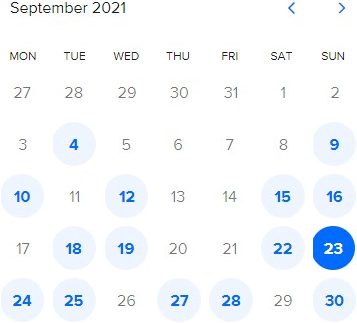 September 2021
MON TUE WED THU FRI SAT SUN
27 28 29 30 31 1 2
3 4 5 6 7 8 9
10 11 12 13 14 15 16
17 18 19 20 21 22 23
24 25 26 27 28 29 30